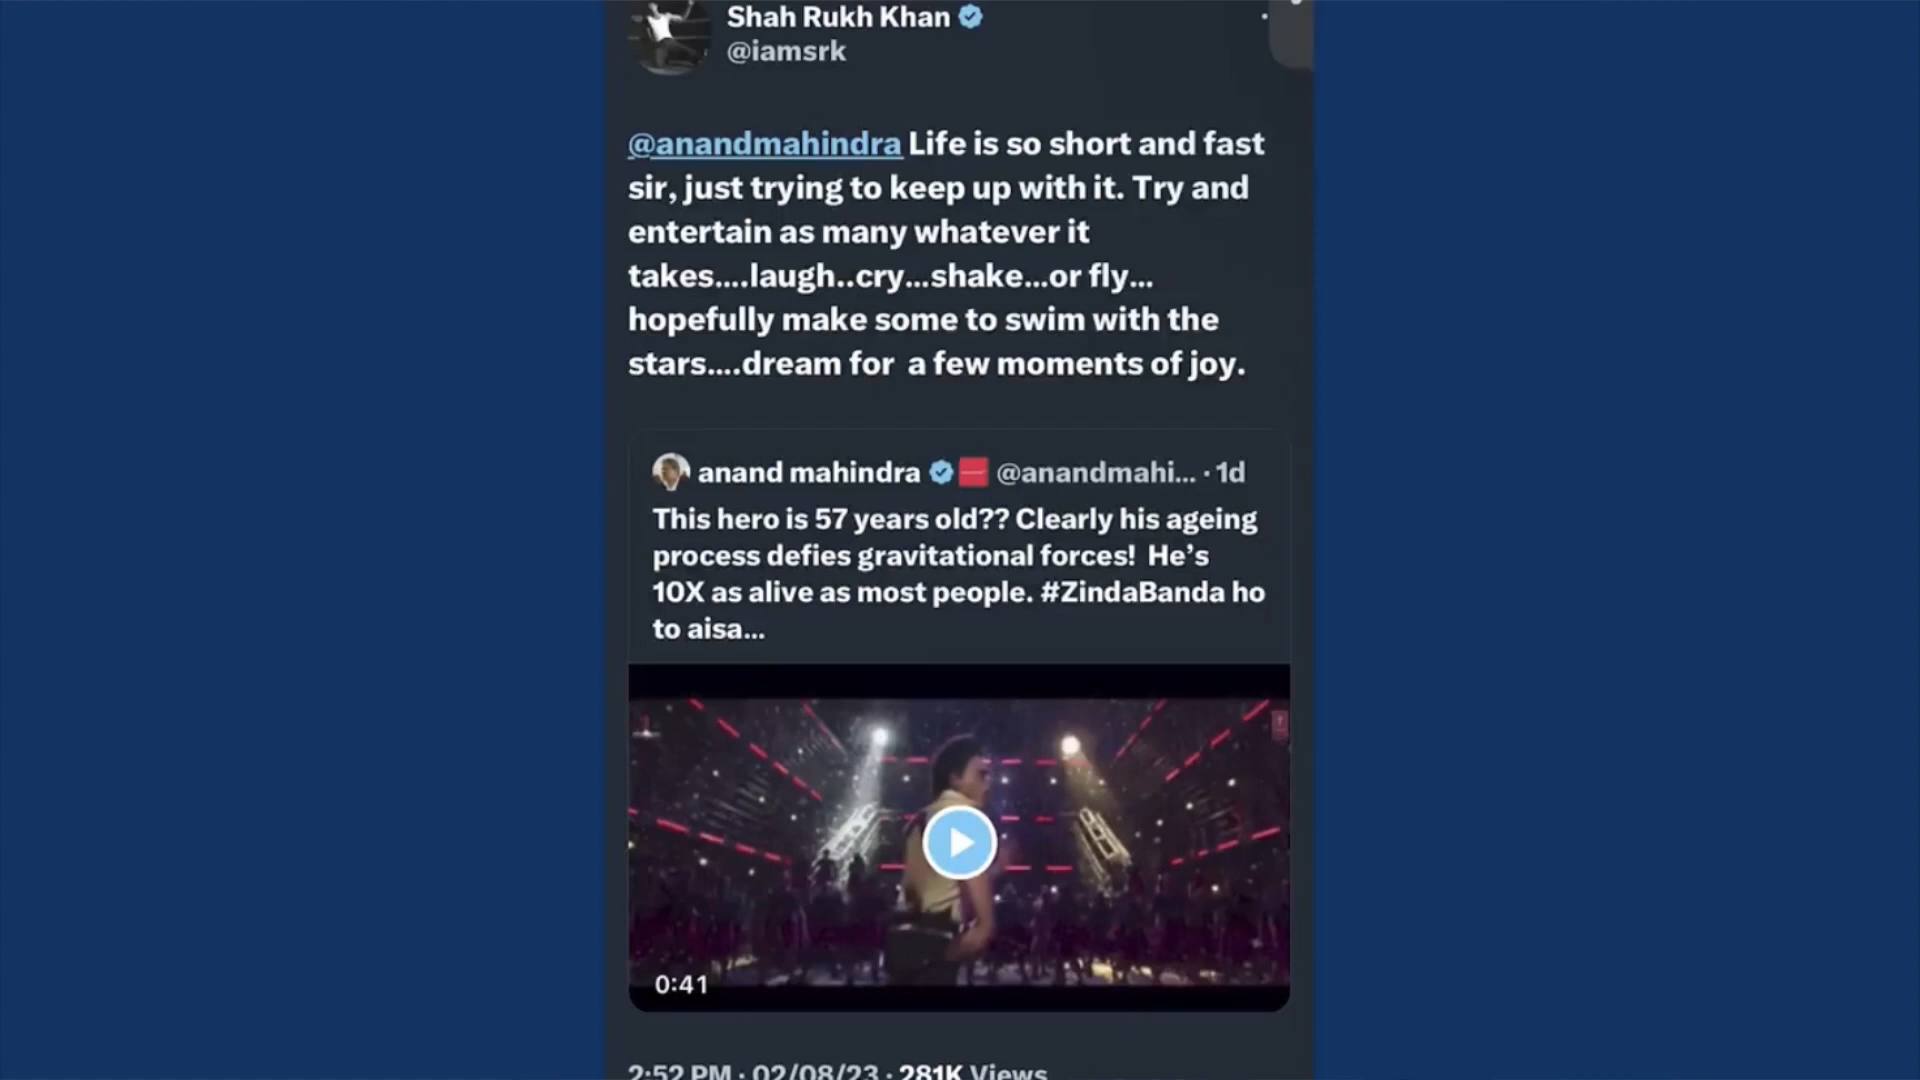 Shah Rukh Khan
@iamsrk
@anandmahindra Life is so short and fast
sir, just trying to keep up with it. Try and
entertain as many whatever it
takes....laugh..cry...shake...or fly...
hopefully make some to swim with the
stars....dream for  a few moments of joy.
anand mahindra @anandmahi... · 1d
This hero is 57 years old?? Clearly his ageing
process defies gravitational forces!  He's
10X as alive as most people. #ZindaBanda ho
to aisa...
0:41
2:52 PM · 02/08/23 · 281K Views